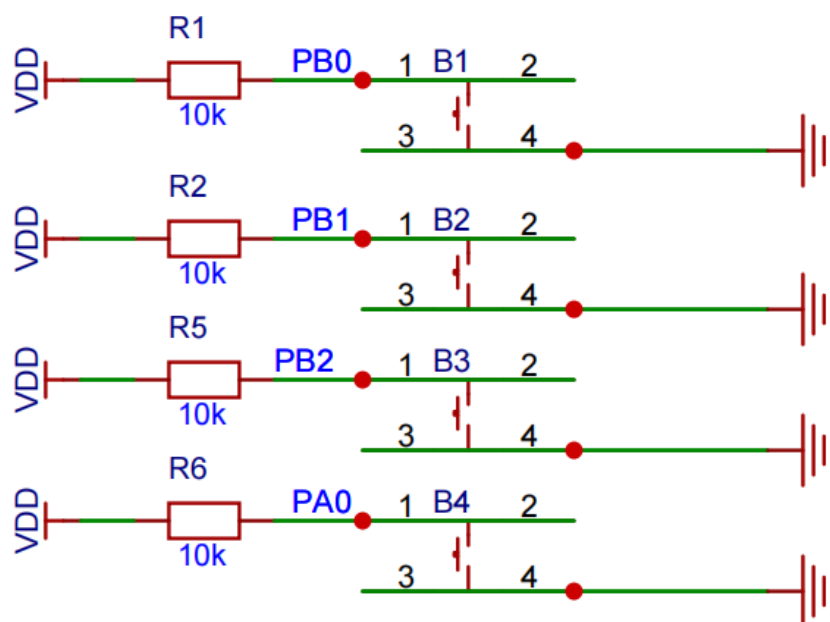 R1
VDD
10k
PB0
1 B1 2
3 4
R2
VDD
10k
PB1
1 B2 2
3 4
R5
VDD
10k
PB2
1 B3 2
3 4
R6
VDD
10k
PA0
1 B4 2
3 4